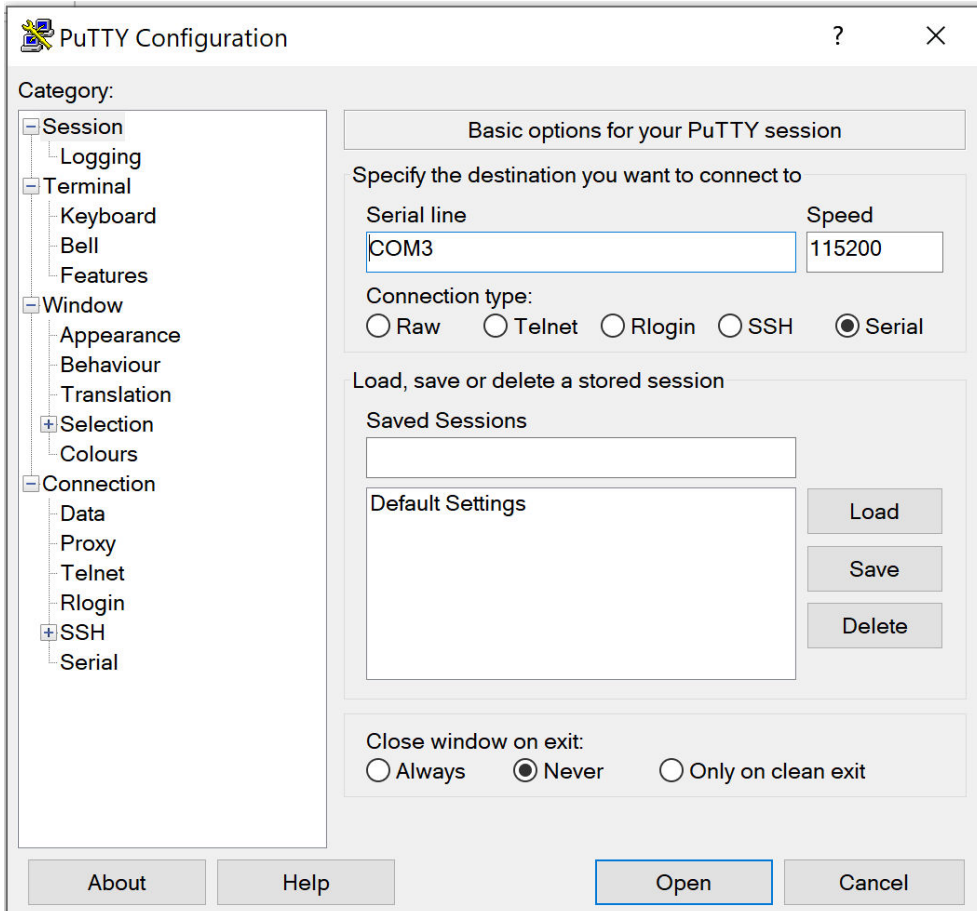 PuTTY Configuration
?
Category:
Session
Logging
Terminal
Keyboard
Bell
Features
Window
Appearance
Behaviour
Translation
Selection
Colours
Connection
Data
Proxy
Telnet
Rlogin
SSH
Serial
Basic options for your PuTTY session
Specify the destination you want to connect to
Serial line Speed
COM3 115200
Connection type:
Raw Telnet Rlogin SSH Serial
Load, save or delete a stored session
Saved Sessions
Default Settings
Load
Save
Delete
Close window on exit:
Always Never Only on clean exit
About Help Open Cancel